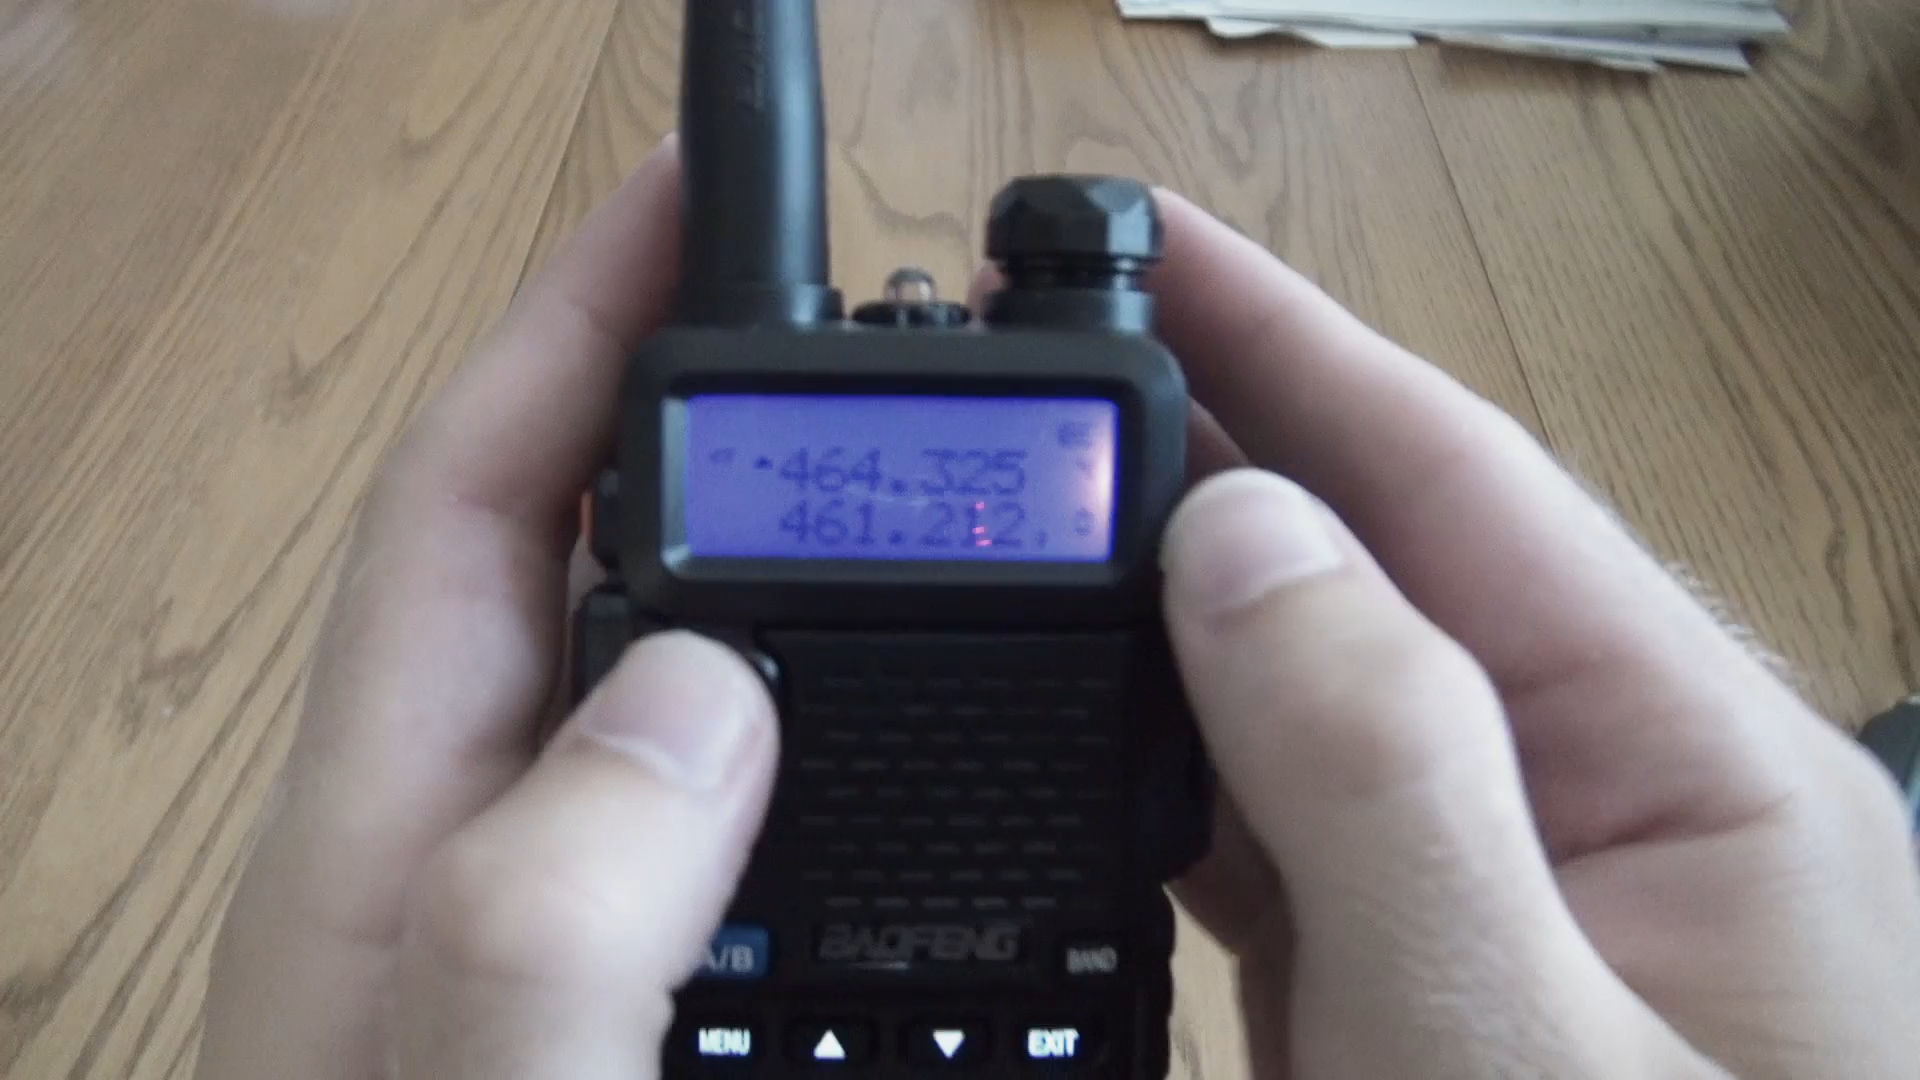 464.325
461.212
A/B
BAOFENG
BAND
MENU ▲ ▼ EXIT